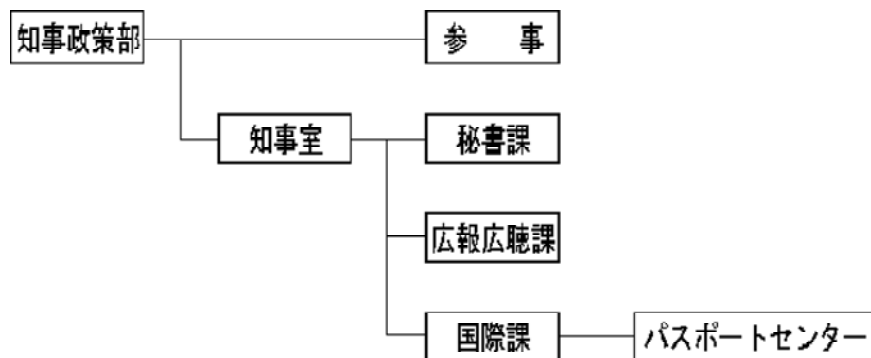 知事政策部
参　事
知事室
秘書課
広報広聴課
国際課
パスポートセンター